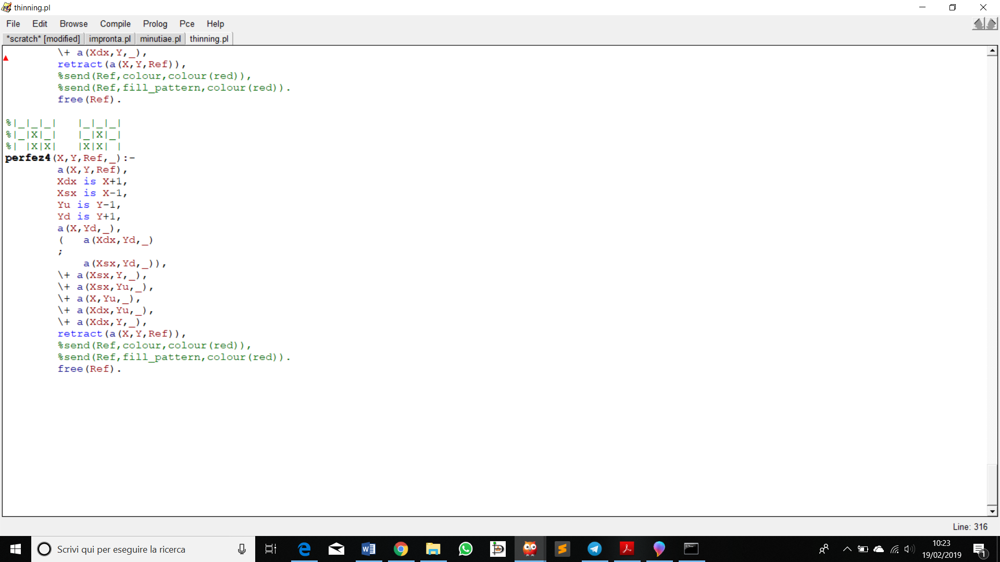 thinning.pl
File Edit Browse Compile Prolog Pce Help
*scratch* [modified] impronta.pl minutiae.pl thinning.pl
\+ a(Xdx,Y,_),
retract(a(X,Y,Ref)),
%send(Ref,colour,colour(red)),
%send(Ref,fill_pattern,colour(red)).
free(Ref).
%|_|_|_|   |_|_|_|
%|_|X|_|   |_|X|_|
%| |X|X|   |X|X| |
perfez4(X,Y,Ref,_):-
a(X,Y,Ref),
Xdx is X+1,
Xsx is X-1,
Yu is Y-1,
Yd is Y+1,
a(X,Yd,_),
(   a(Xdx,Yd,_)
;
a(Xsx,Yd,_)),
\+ a(Xsx,Y,_),
\+ a(Xsx,Yu,_),
\+ a(X,Yu,_),
\+ a(Xdx,Yu,_),
\+ a(Xdx,Y,_),
retract(a(X,Y,Ref)),
%send(Ref,colour,colour(red)),
%send(Ref,fill_pattern,colour(red)).
free(Ref).
Line: 316
Scrivi qui per eseguire la ricerca
10:23
19/02/2019
1